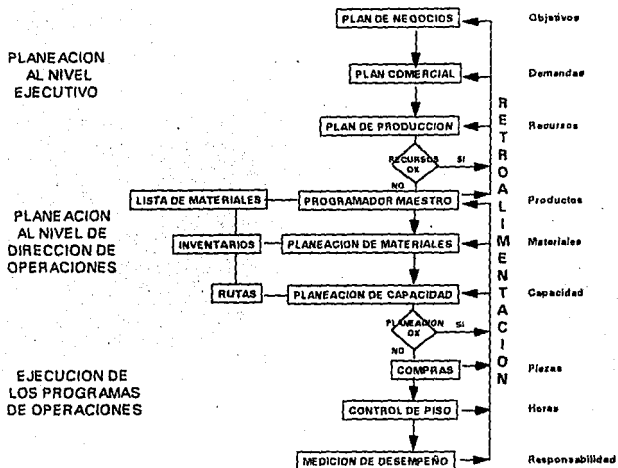 PLAN DE NEGOCIOS
Objetivos
PLANEACION
AL NIVEL
EJECUTIVO
PLAN COMERCIAL
Demandas
PLAN DE PRODUCCION
Recursos
RECURSOS
OK
SI
NO
LISTA DE MATERIALES
PROGRAMADOR MAESTRO
Productos
PLANEACION
AL NIVEL DE
DIRECCION DE
OPERACIONES
INVENTARIOS
PLANEACION DE MATERIALES
Materiales
RUTAS
PLANEACION DE CAPACIDAD
Capacidad
PLANEACION
OK
SI
NO
RETROALIMENTACION
EJECUCION DE
LOS PROGRAMAS
DE OPERACIONES
COMPRAS
Piezas
CONTROL DE PISO
Horas
MEDICION DE DESEMPEÑO
Responsabilidad